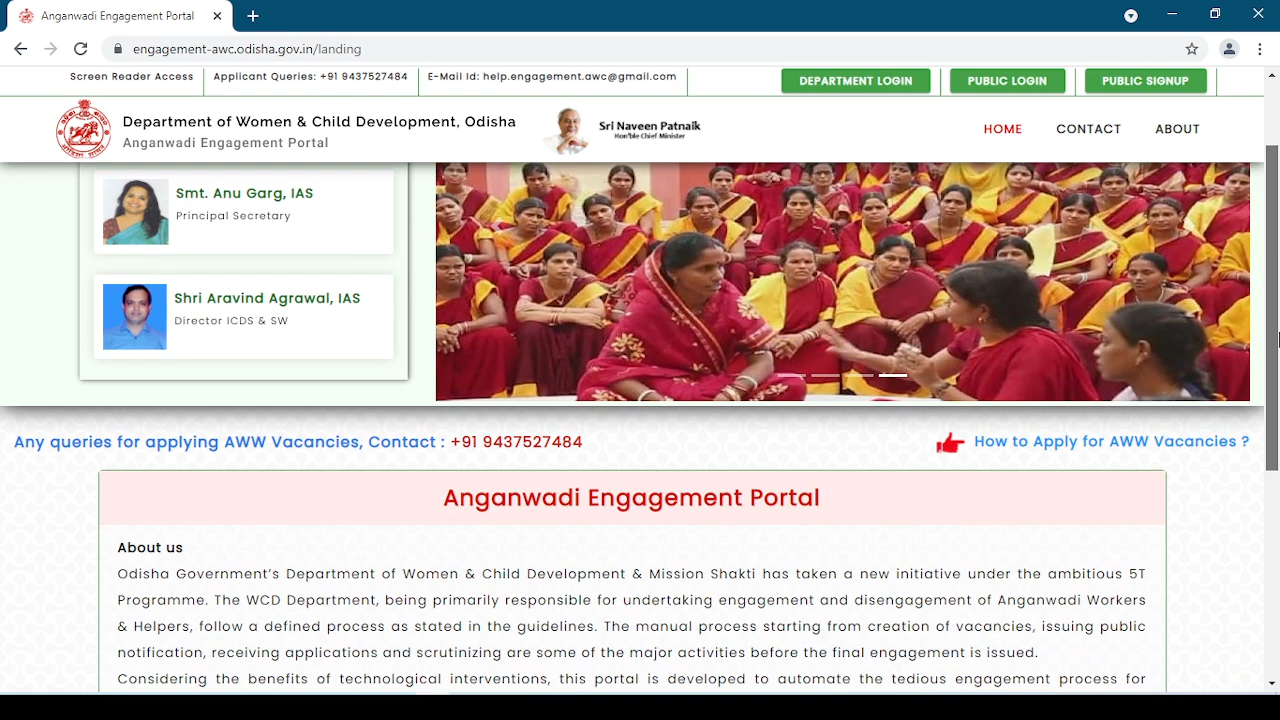 Anganwadi Engagement Portal
engagement-awc.odisha.gov.in/landing
Screen Reader Access
Applicant Queries: +91 9437527484
E-Mail Id: help.engagement.awc@gmail.com
DEPARTMENT LOGIN
PUBLIC LOGIN
PUBLIC SIGNUP
Department of Women & Child Development, Odisha
Anganwadi Engagement Portal
Sri Naveen Patnaik
Hon'ble Chief Minister
HOME
CONTACT
ABOUT
Smt. Anu Garg, IAS
Principal Secretary
Shri Aravind Agrawal, IAS
Director ICDS & SW
Any queries for applying AWW Vacancies, Contact : +91 9437527484
How to Apply for AWW Vacancies ?
Anganwadi Engagement Portal
About us
Odisha Government's Department of Women & Child Development & Mission Shakti has taken a new initiative under the ambitious 5T
Programme. The WCD Department, being primarily responsible for undertaking engagement and disengagement of Anganwadi Workers
& Helpers, follow a defined process as stated in the guidelines. The manual process starting from creation of vacancies, issuing public
notification, receiving applications and scrutinizing are some of the major activities before the final engagement is issued.
Considering the benefits of technological interventions, this portal is developed to automate the tedious engagement process for